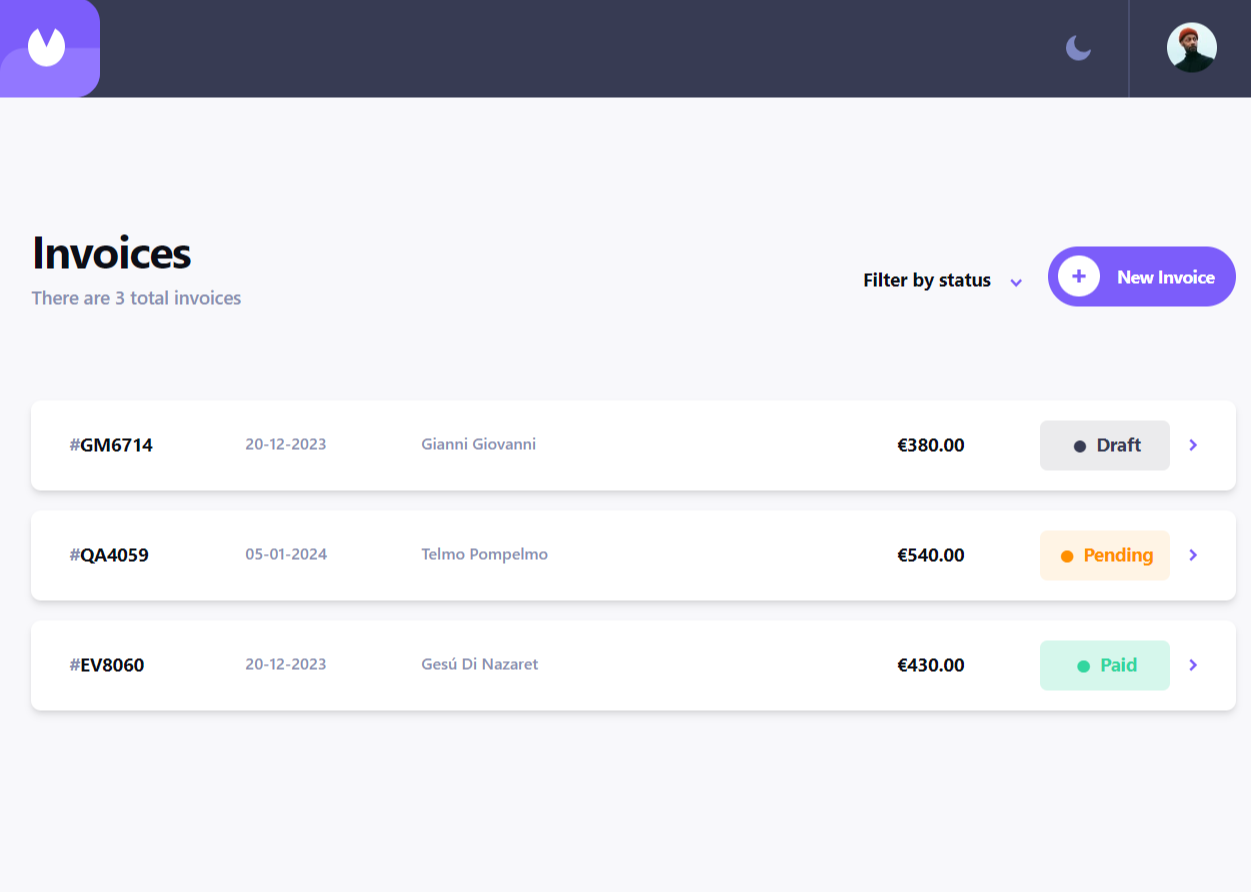 Invoices
There are 3 total invoices
Filter by status
New Invoice
#GM6714 20-12-2023 Gianni Giovanni €380.00 Draft
#QA4059 05-01-2024 Telmo Pompelmo €540.00 Pending
#EV8060 20-12-2023 Gesú Di Nazaret €430.00 Paid